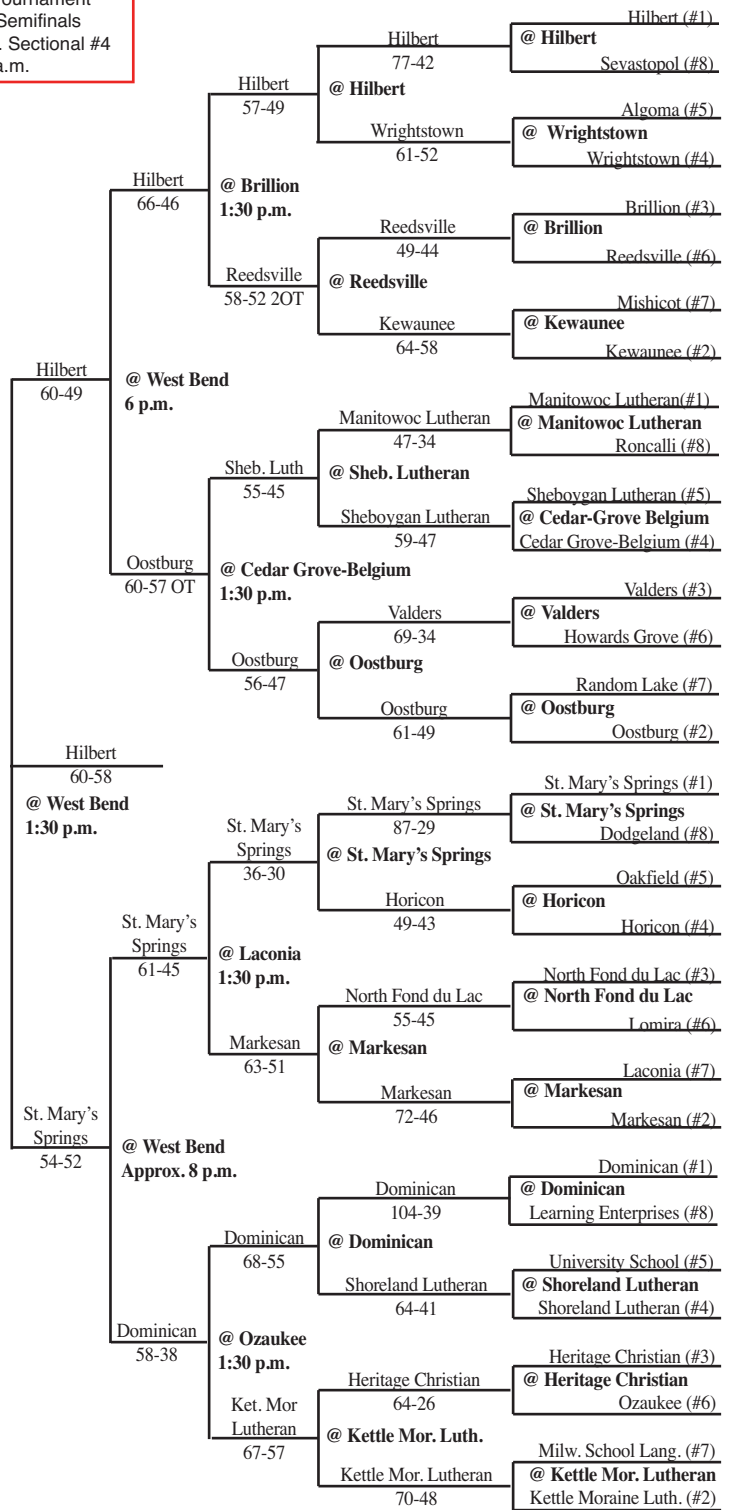 Tournament
Semifinals
. Sectional #4
a.m.
Hilbert (#1)
@ Hilbert
Sevastopol (#8)
Hilbert
77-42
Hilbert
57-49
@ Hilbert
Algoma (#5)
@ Wrightstown
Wrightstown (#4)
Wrightstown
61-52
Hilbert
66-46
@ Brillion
1:30 p.m.
Brillion (#3)
@ Brillion
Reedsville (#6)
Reedsville
49-44
Reedsville
58-52 2OT
@ Reedsville
Mishicot (#7)
@ Kewaunee
Kewaunee (#2)
Kewaunee
64-58
Hilbert
60-49
@ West Bend
6 p.m.
Manitowoc Lutheran(#1)
@ Manitowoc Lutheran
Roncalli (#8)
Manitowoc Lutheran
47-34
Sheb. Luth
55-45
@ Sheb. Lutheran
Sheboygan Lutheran (#5)
@ Cedar-Grove Belgium
Cedar Grove-Belgium (#4)
Sheboygan Lutheran
59-47
Oostburg
60-57 OT
@ Cedar Grove-Belgium
1:30 p.m.
Valders (#3)
@ Valders
Howards Grove (#6)
Valders
69-34
Oostburg
56-47
@ Oostburg
Random Lake (#7)
@ Oostburg
Oostburg (#2)
Oostburg
61-49
Hilbert
60-58
@ West Bend
1:30 p.m.
St. Mary's Springs (#1)
@ St. Mary's Springs
Dodgeland (#8)
St. Mary's Springs
87-29
St. Mary's
Springs
36-30
@ St. Mary's Springs
Oakfield (#5)
@ Horicon
Horicon (#4)
Horicon
49-43
St. Mary's
Springs
61-45
@ Laconia
1:30 p.m.
North Fond du Lac (#3)
@ North Fond du Lac
Lomira (#6)
North Fond du Lac
55-45
Markesan
63-51
@ Markesan
Laconia (#7)
@ Markesan
Markesan (#2)
Markesan
72-46
St. Mary's
Springs
54-52
@ West Bend
Approx. 8 p.m.
Dominican (#1)
@ Dominican
Learning Enterprises (#8)
Dominican
104-39
Dominican
68-55
@ Dominican
University School (#5)
@ Shoreland Lutheran
Shoreland Lutheran (#4)
Shoreland Lutheran
64-41
Dominican
58-38
@ Ozaukee
1:30 p.m.
Heritage Christian (#3)
@ Heritage Christian
Ozaukee (#6)
Heritage Christian
64-26
Ket. Mor
Lutheran
67-57
@ Kettle Mor. Luth.
Milw. School Lang. (#7)
@ Kettle Mor. Lutheran
Kettle Moraine Luth. (#2)
Kettle Mor. Lutheran
70-48